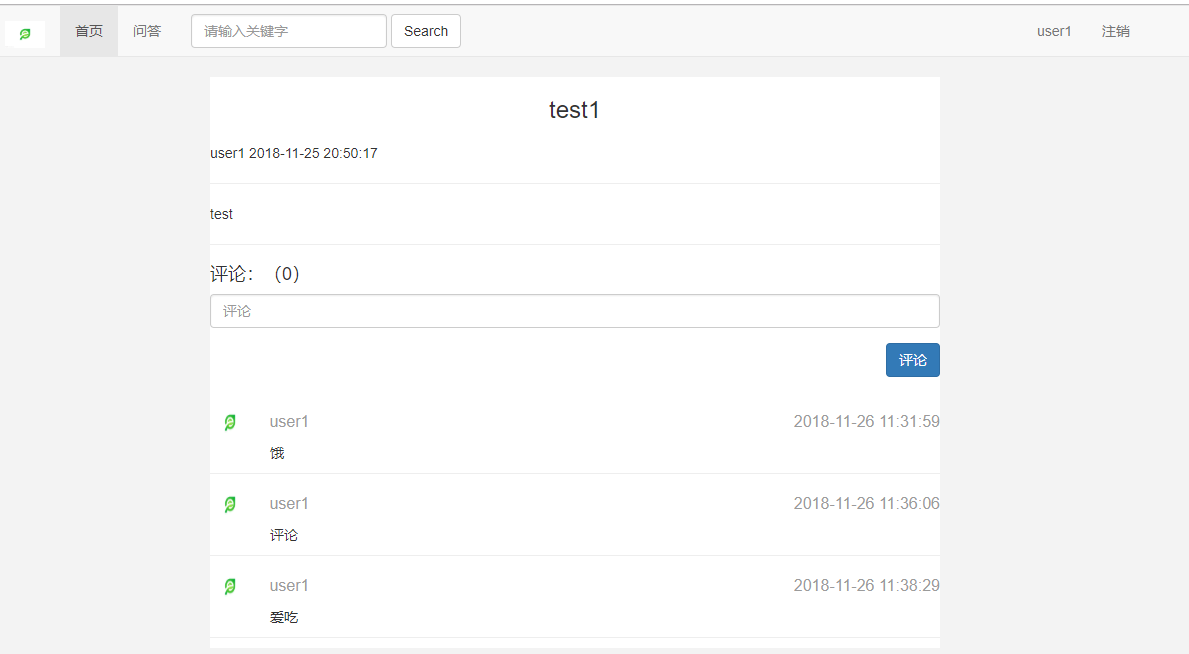 首页 问答 请输入关键字 Search user1 注销
test1
user1 2018-11-25 20:50:17
test
评论: （0）
评论
评论
user1 2018-11-26 11:31:59
饿
user1 2018-11-26 11:36:06
评论
user1 2018-11-26 11:38:29
爱吃